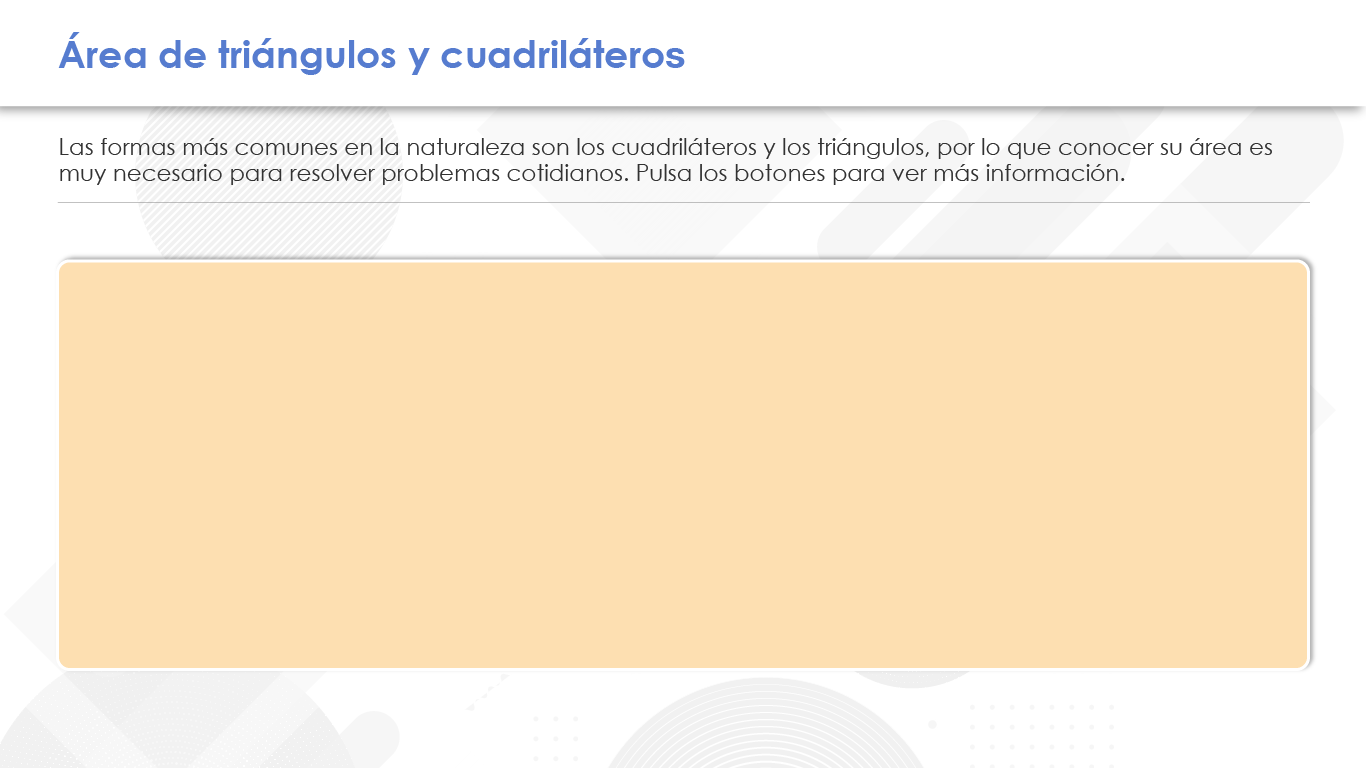 Área de triángulos y cuadriláteros
Las formas más comunes en la naturaleza son los cuadriláteros y los triángulos, por lo que conocer su área es
muy necesario para resolver problemas cotidianos. Pulsa los botones para ver más información.